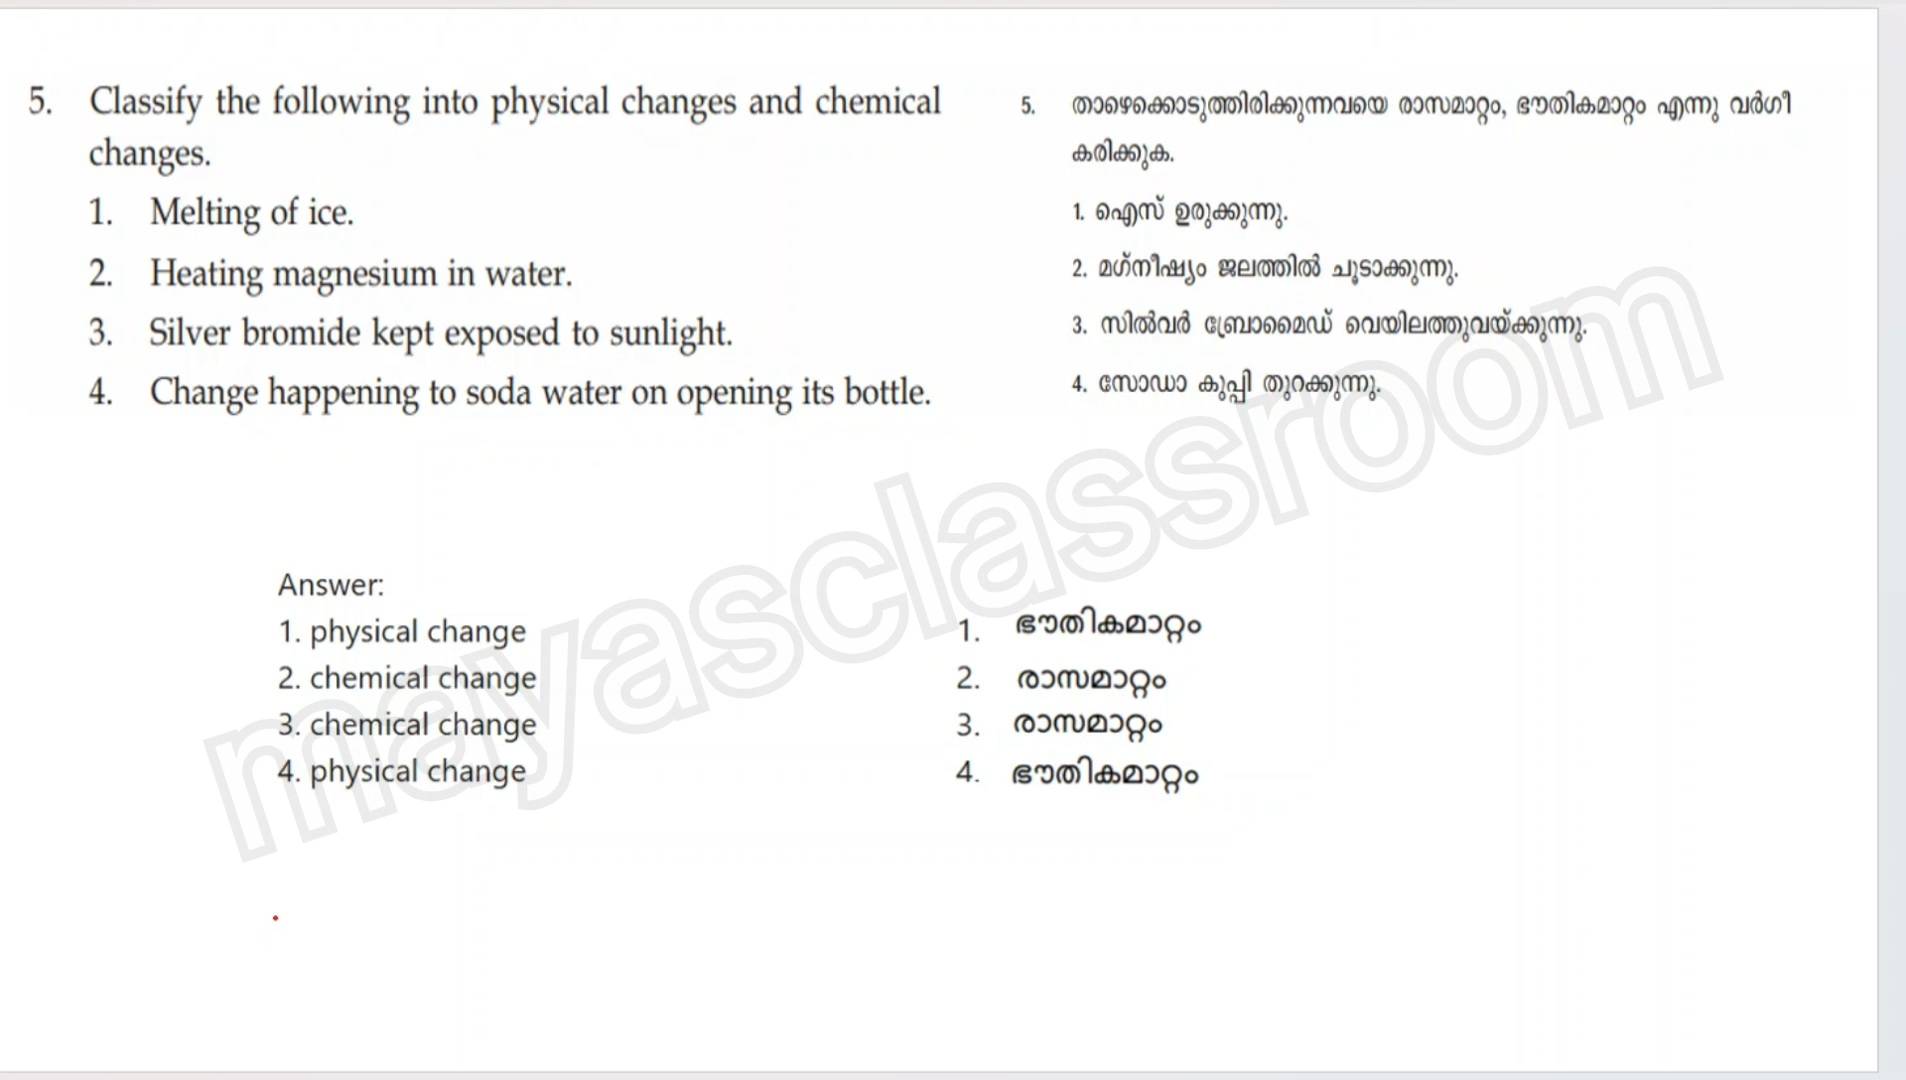 5. Classify the following into physical changes and chemical
changes.
1. Melting of ice.
2. Heating magnesium in water.
3. Silver bromide kept exposed to sunlight.
4. Change happening to soda water on opening its bottle.
5. താഴെക്കൊടുത്തിരിക്കുന്നവയെ രാസമാറ്റം, ഭൗതികമാറ്റം എന്നു വർഗീ
കരിക്കുക.
1. ഐസ് ഉരുക്കുന്നു.
2. മഗ്നീഷ്യം ജലത്തിൽ ചൂടാക്കുന്നു.
3. സിൽവർ ബ്രോമൈഡ് വെയിലത്തുവയ്ക്കുന്നു.
4. സോഡാ കുപ്പി തുറക്കുന്നു.
Answer:
1. physical change
2. chemical change
3. chemical change
4. physical change
1. ഭൗതികമാറ്റം
2. രാസമാറ്റം
3. രാസമാറ്റം
4. ഭൗതികമാറ്റം
mayasclassroom